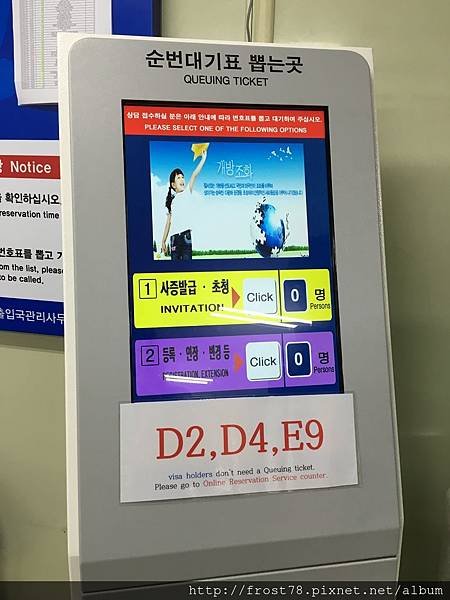 순번대기표 뽑는곳
QUEUING TICKET
상담 접수하실 분은 아래 안내에 따라 번호표를 뽑고 대기하여 주십시오.
PLEASE SELECT ONE OF THE FOLLOWING OPTIONS
개방 조화
1 사증발급 · 초청
INVITATION
Click
0 명
Persons
2 등록 · 연장 · 변경 등
REGISTRATION, EXTENSION
Click
0 명
Persons
D2,D4,E9
visa holders don't need a Queuing ticket.
Please go to Online Reservation Service counter.
Notice
확인하십시오.
reservation time
번호표를 뽑고
from the list, please
to be called.
출입국관리사무
http://frost78.pixnet.net/album